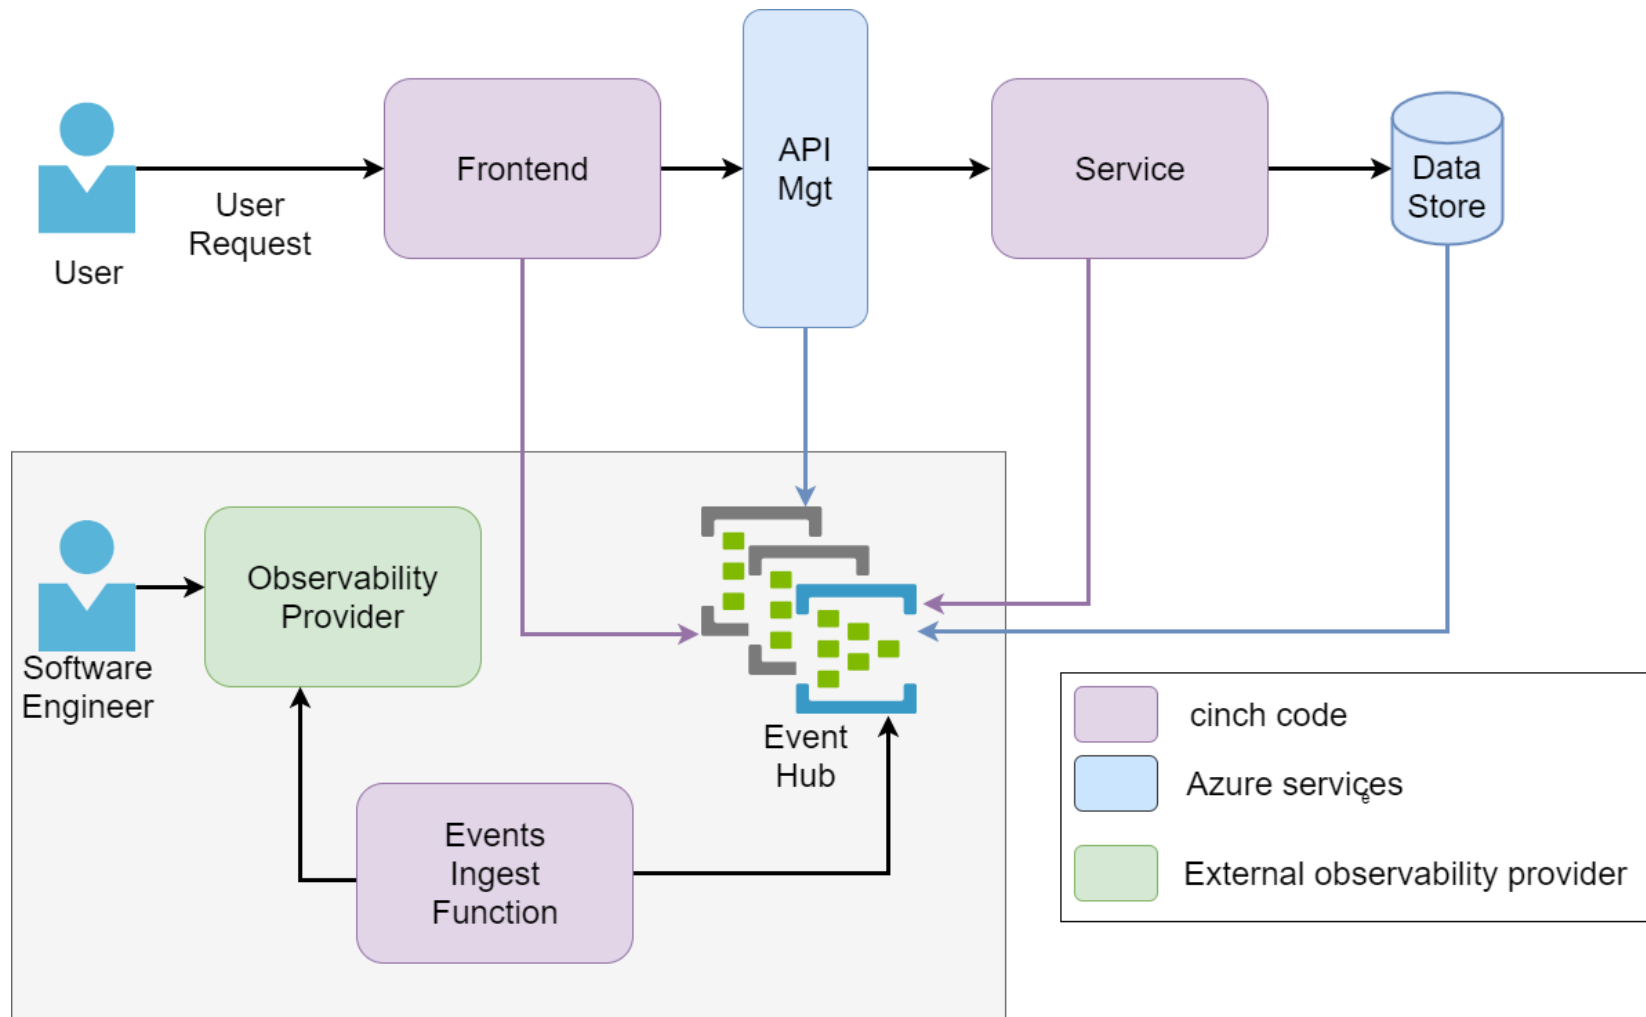 User
Request
User
Frontend
API
Mgt
Service
Data
Store
Software
Engineer
Observability
Provider
Event
Hub
Events
Ingest
Function
cinch code
Azure services
e
External observability provider